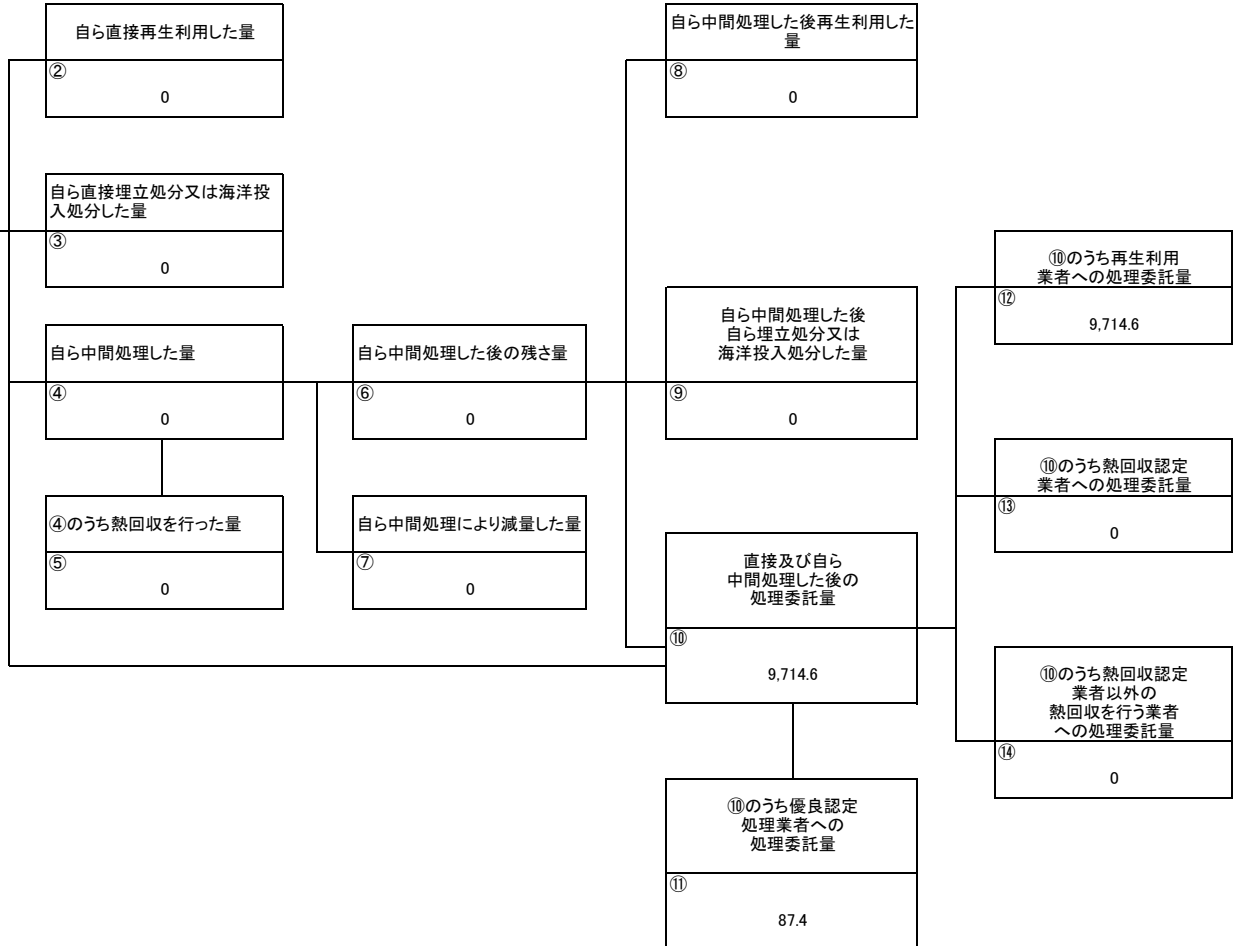 自ら直接再生利用した量
②
0
自ら直接埋立処分又は海洋投
入処分した量
③
0
自ら中間処理した量
④
0
④のうち熱回収を行った量
⑤
0
自ら中間処理した後の残さ量
⑥
0
自ら中間処理により減量した量
⑦
0
自ら中間処理した後再生利用した
量
⑧
0
自ら中間処理した後
自ら埋立処分又は
海洋投入処分した量
⑨
0
直接及び自ら
中間処理した後の
処理委託量
⑩
9,714.6
⑩のうち優良認定
処理業者への
処理委託量
⑪
87.4
⑩のうち再生利用
業者への処理委託量
⑫
9,714.6
⑩のうち熱回収認定
業者への処理委託量
⑬
0
⑩のうち熱回収認定
業者以外の
熱回収を行う業者
への処理委託量
⑭
0